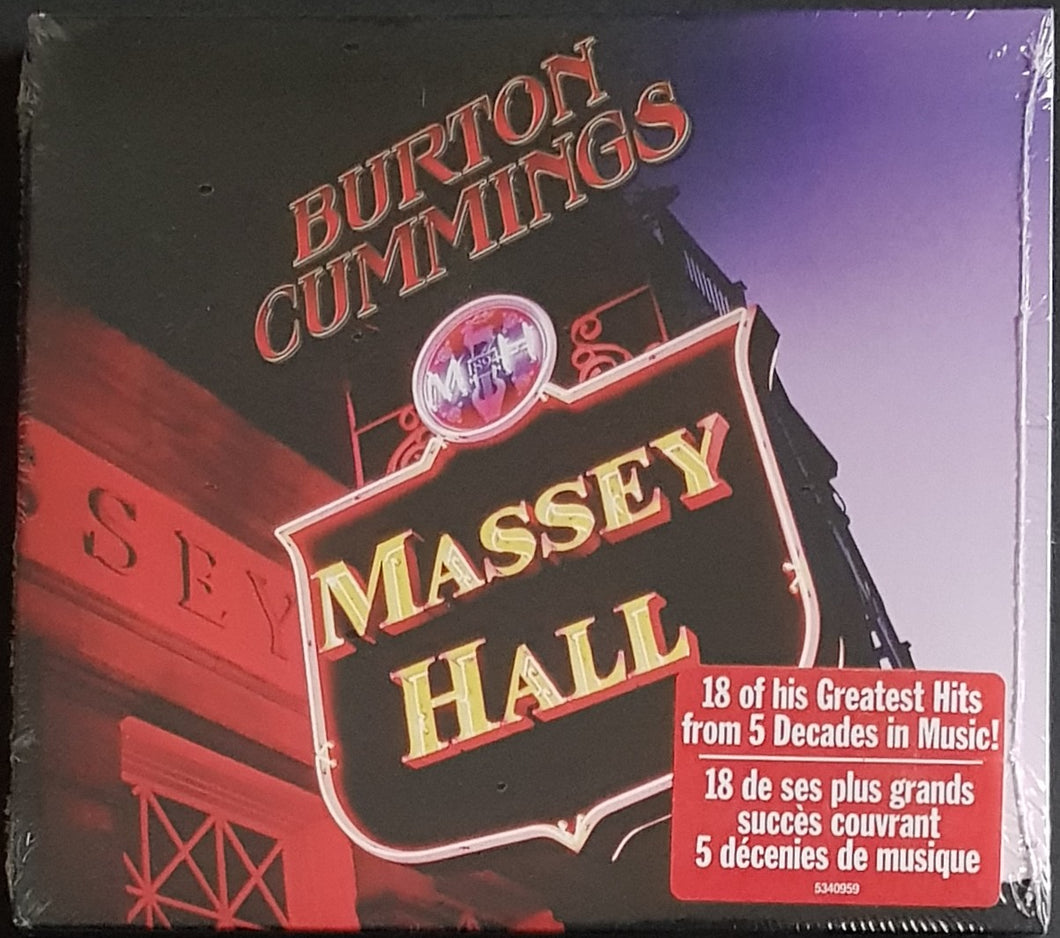 BURTON
CUMMINGS
M 1894 H
MASSEY
HALL
SEY
18 of his Greatest Hits
from 5 Decades in Music!
18 de ses plus grands
succès couvrant
5 décenies de musique
5340959